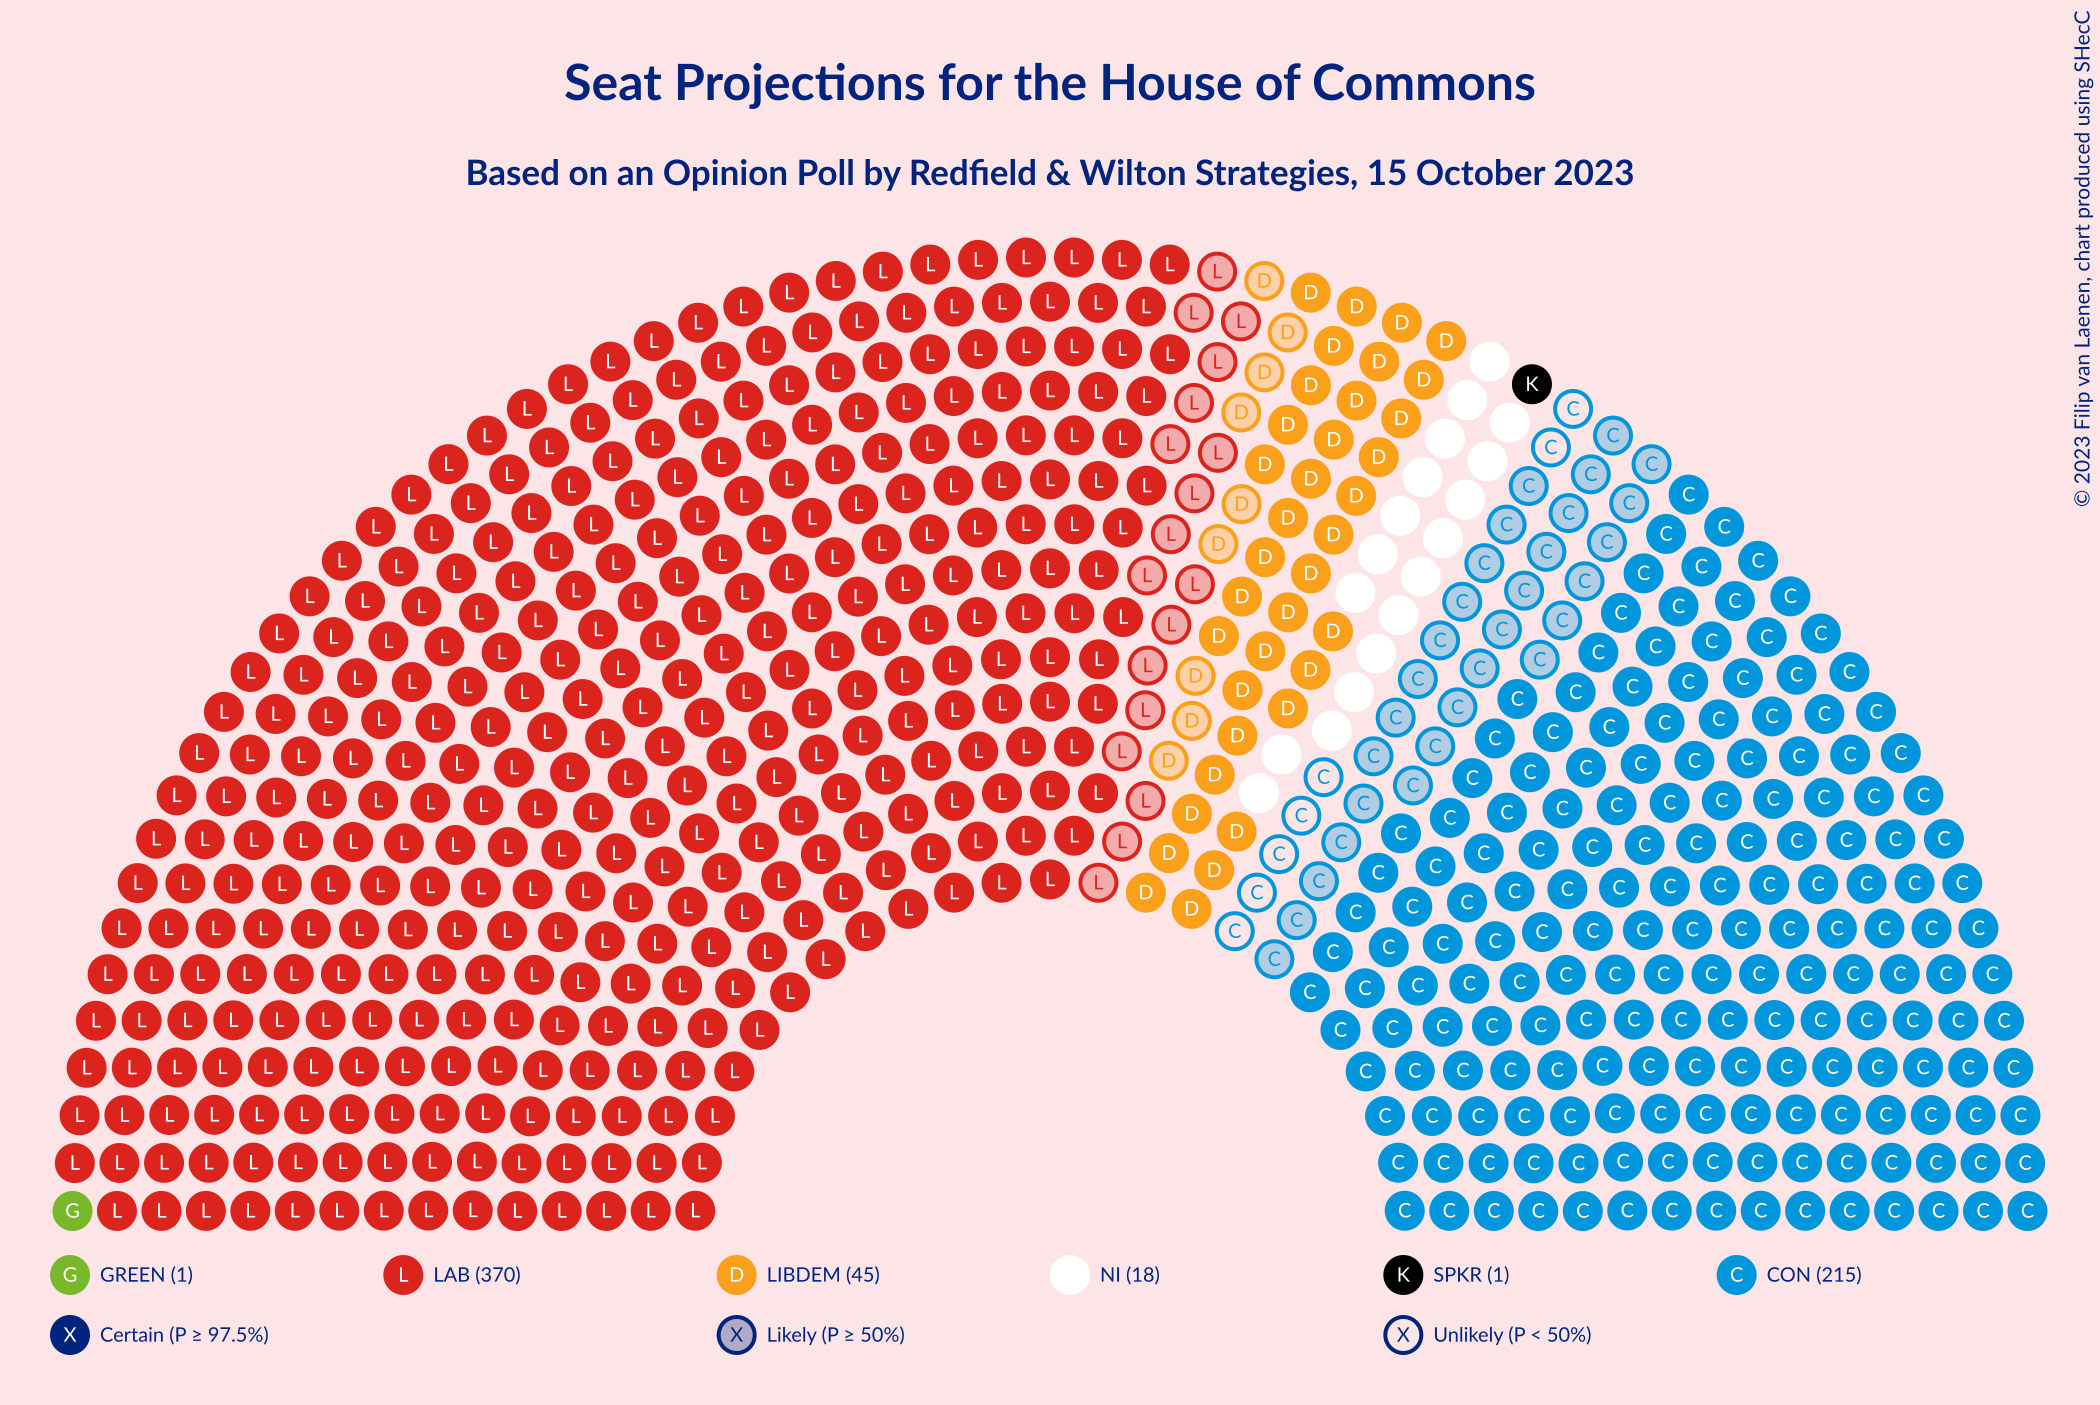 Seat Projections for the House of Commons
Based on an Opinion Poll by Redfield & Wilton Strategies, 15 October 2023
© 2023 Filip van Laenen, chart produced using SHecC
G GREEN (1)
L LAB (370)
D LIBDEM (45)
NI (18)
K SPKR (1)
C CON (215)
X Certain (P ≥ 97.5%)
X Likely (P ≥ 50%)
X Unlikely (P < 50%)